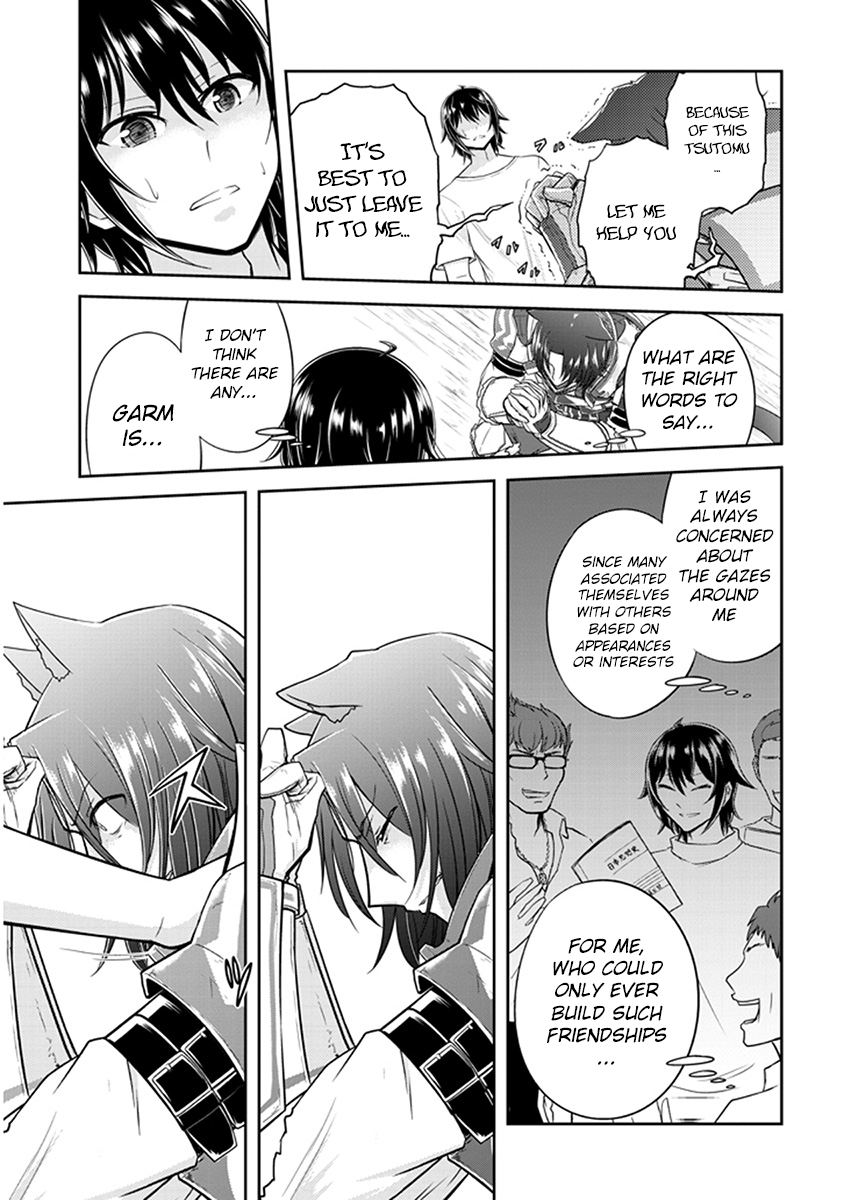 BECAUSE
OF THIS
TSUTOMU
...
LET ME
HELP YOU
IT'S
BEST TO
JUST LEAVE
IT TO ME...
WHAT ARE
THE RIGHT
WORDS TO
SAY...
I DON'T
THINK
THERE ARE
ANY...
GARM
IS...
I WAS
ALWAYS
CONCERNED
ABOUT
THE GAZES
AROUND
ME
SINCE MANY
ASSOCIATED
THEMSELVES
WITH OTHERS
BASED ON
APPEARANCES
OR INTERESTS
FOR ME,
WHO COULD
ONLY EVER
BUILD SUCH
FRIENDSHIPS
...